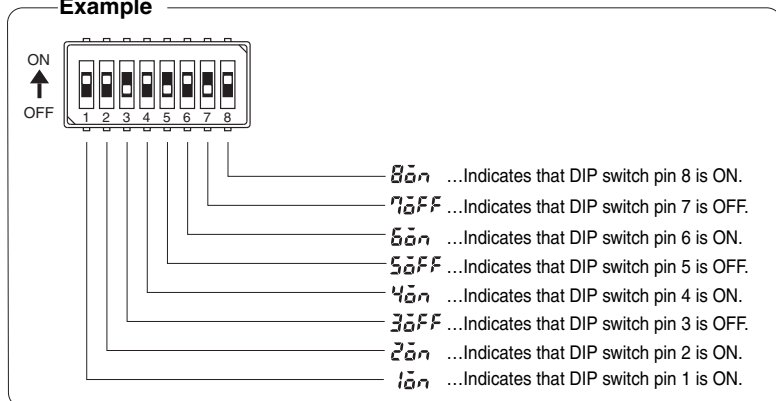 Example
ON
OFF
1 2 3 4 5 6 7 8
8on ...Indicates that DIP switch pin 8 is ON.
7oFF ...Indicates that DIP switch pin 7 is OFF.
6on ...Indicates that DIP switch pin 6 is ON.
5oFF ...Indicates that DIP switch pin 5 is OFF.
4on ...Indicates that DIP switch pin 4 is ON.
3oFF ...Indicates that DIP switch pin 3 is OFF.
2on ...Indicates that DIP switch pin 2 is ON.
1on ...Indicates that DIP switch pin 1 is ON.